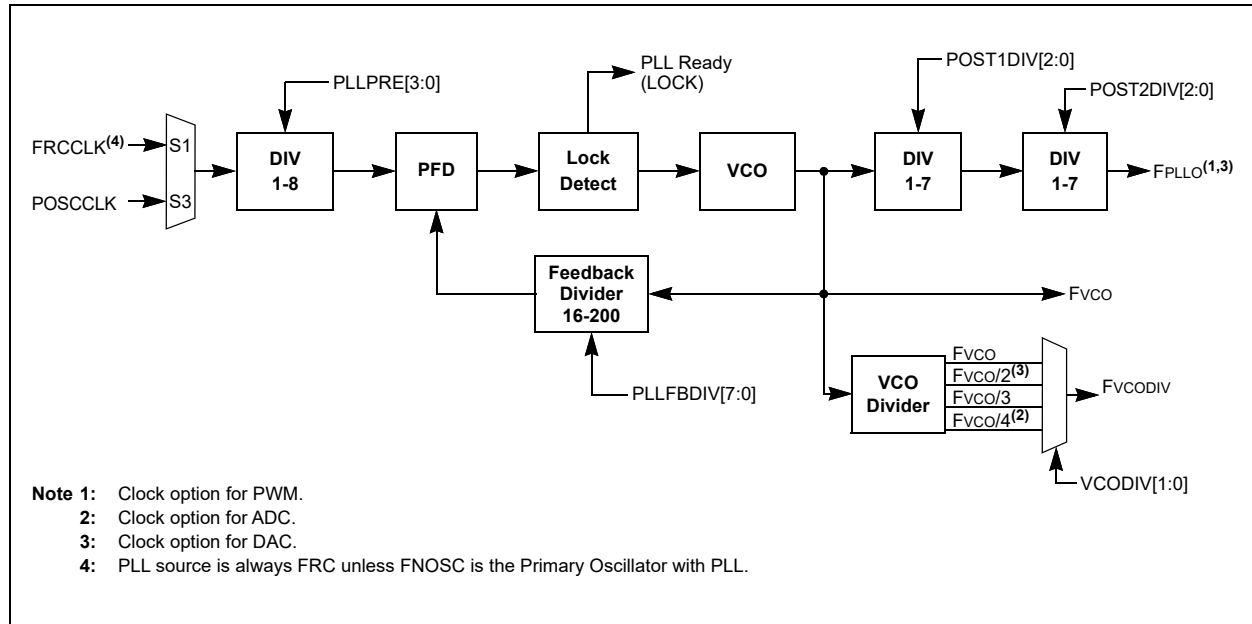 PLLPRE[3:0]
PLL Ready
(LOCK)
POST1DIV[2:0]
POST2DIV[2:0]
FRCCLK(4)
S1
POSCCLK
S3
DIV
1-8
PFD
Lock
Detect
VCO
DIV
1-7
DIV
1-7
FPLLO(1,3)
Feedback
Divider
16-200
FVCO
PLLFBDIV[7:0]
VCO
Divider
FVCO
FVCO/2(3)
FVCO/3
FVCO/4(2)
FVCODIV
VCODIV[1:0]
Note 1: Clock option for PWM.
2: Clock option for ADC.
3: Clock option for DAC.
4: PLL source is always FRC unless FNOSC is the Primary Oscillator with PLL.